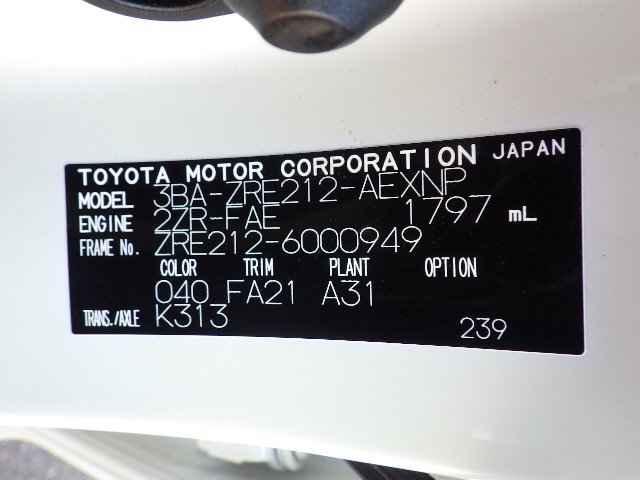 TOYOTA MOTOR CORPORATION JAPAN
MODEL 3BA-ZRE212-AEXNP
ENGINE 2ZR-FAE 1797 mL
FRAME No. ZRE212-6000949
COLOR TRIM PLANT OPTION
040 FA21 A31
TRANS./AXLE K313
239